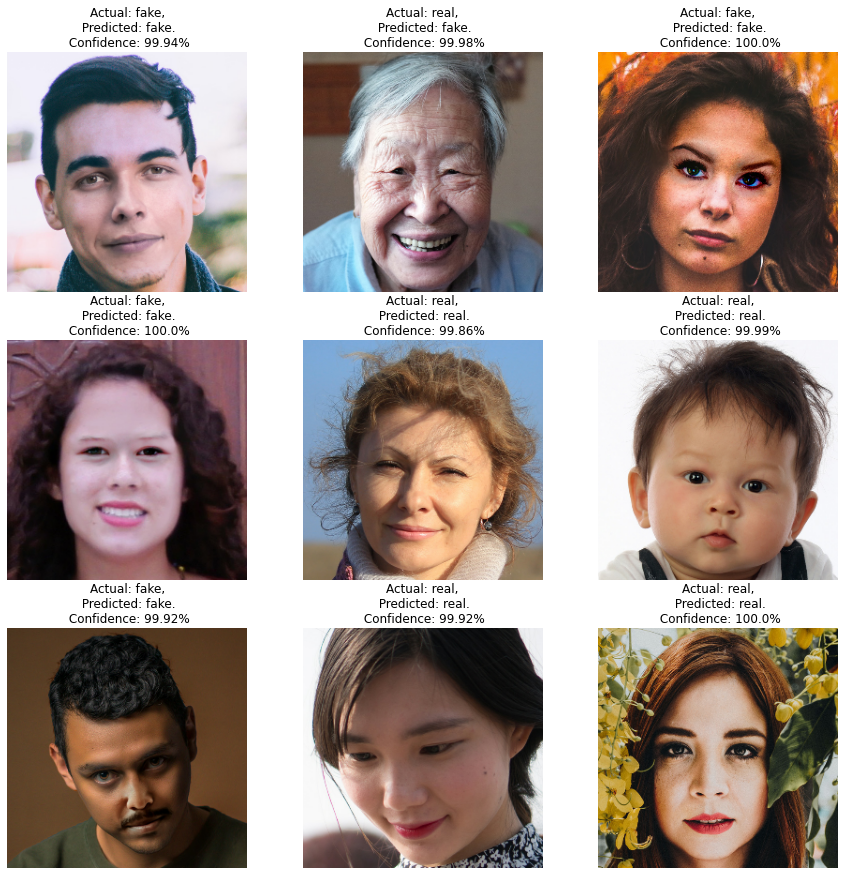 Actual: fake,
Predicted: fake.
Confidence: 99.94%
Actual: real,
Predicted: fake.
Confidence: 99.98%
Actual: fake,
Predicted: fake.
Confidence: 100.0%
Actual: fake,
Predicted: fake.
Confidence: 100.0%
Actual: real,
Predicted: real.
Confidence: 99.86%
Actual: real,
Predicted: real.
Confidence: 99.99%
Actual: fake,
Predicted: fake.
Confidence: 99.92%
Actual: real,
Predicted: real.
Confidence: 99.92%
Actual: real,
Predicted: real.
Confidence: 100.0%